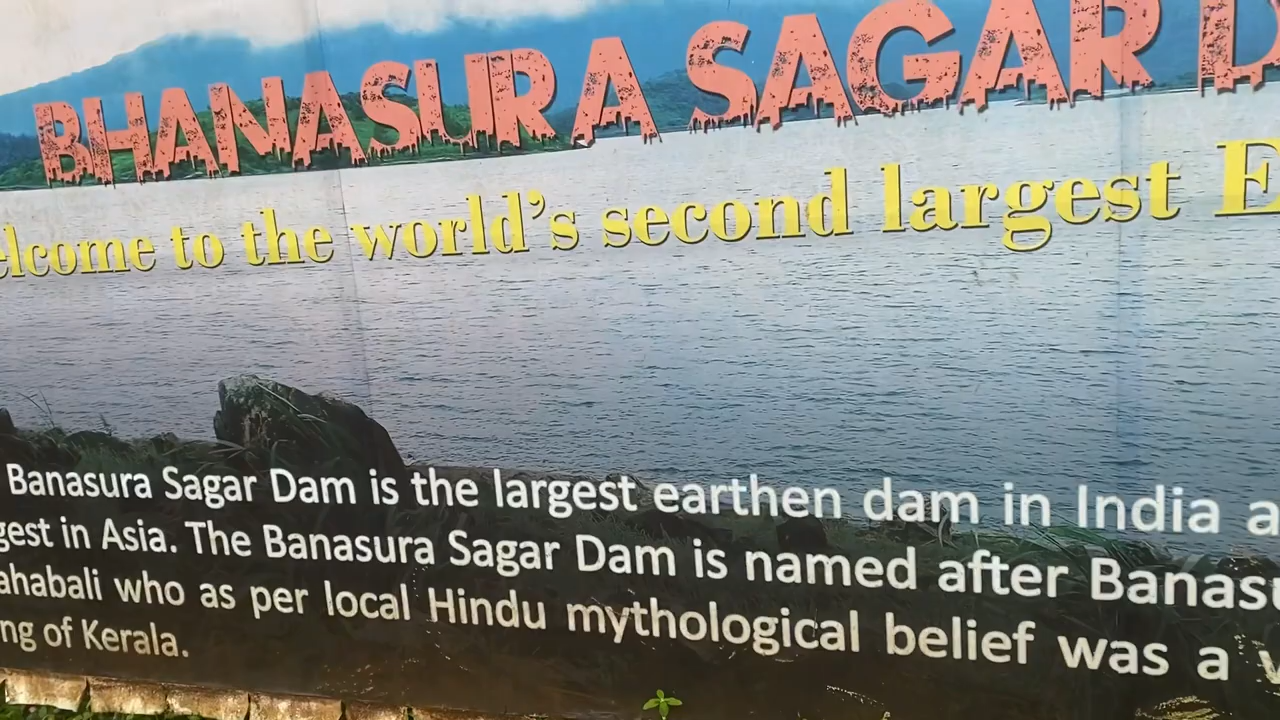 BHANASURA SAGAR
elcome to the world's second largest E
Banasura Sagar Dam is the largest earthen dam in India a
gest in Asia. The Banasura Sagar Dam is named after Banasu
ahabali who as per local Hindu mythological belief was a
ng of Kerala.